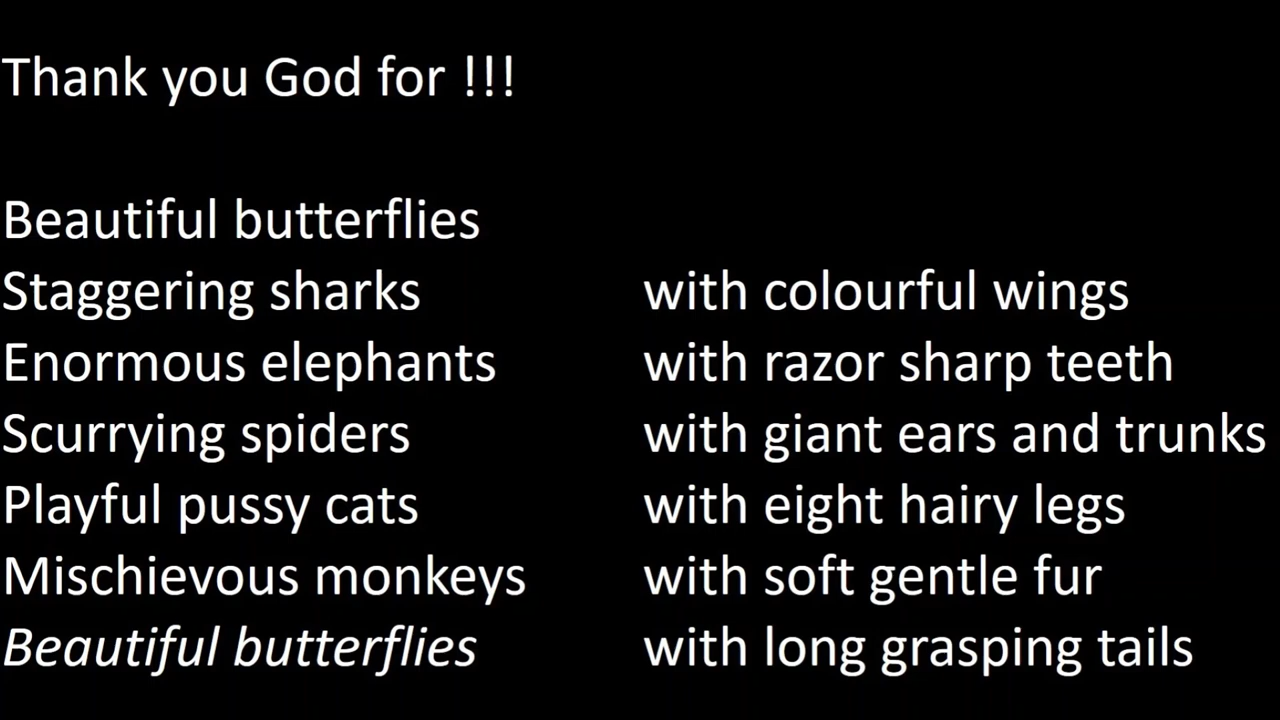 Thank you God for !!!
Beautiful butterflies
Staggering sharks with colourful wings
Enormous elephants with razor sharp teeth
Scurrying spiders with giant ears and trunks
Playful pussy cats with eight hairy legs
Mischievous monkeys with soft gentle fur
Beautiful butterflies with long grasping tails